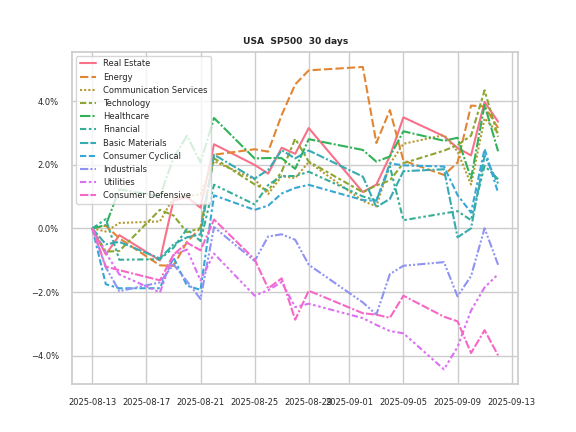 USA SP500 30 days
Real Estate
Energy
Communication Services
Technology
Healthcare
Financial
Basic Materials
Consumer Cyclical
Industrials
Utilities
Consumer Defensive
4.0%
2.0%
0.0%
−2.0%
−4.0%
2025-08-13 2025-08-17 2025-08-21 2025-08-25 2025-08-29 2025-09-01 2025-09-05 2025-09-09 2025-09-13